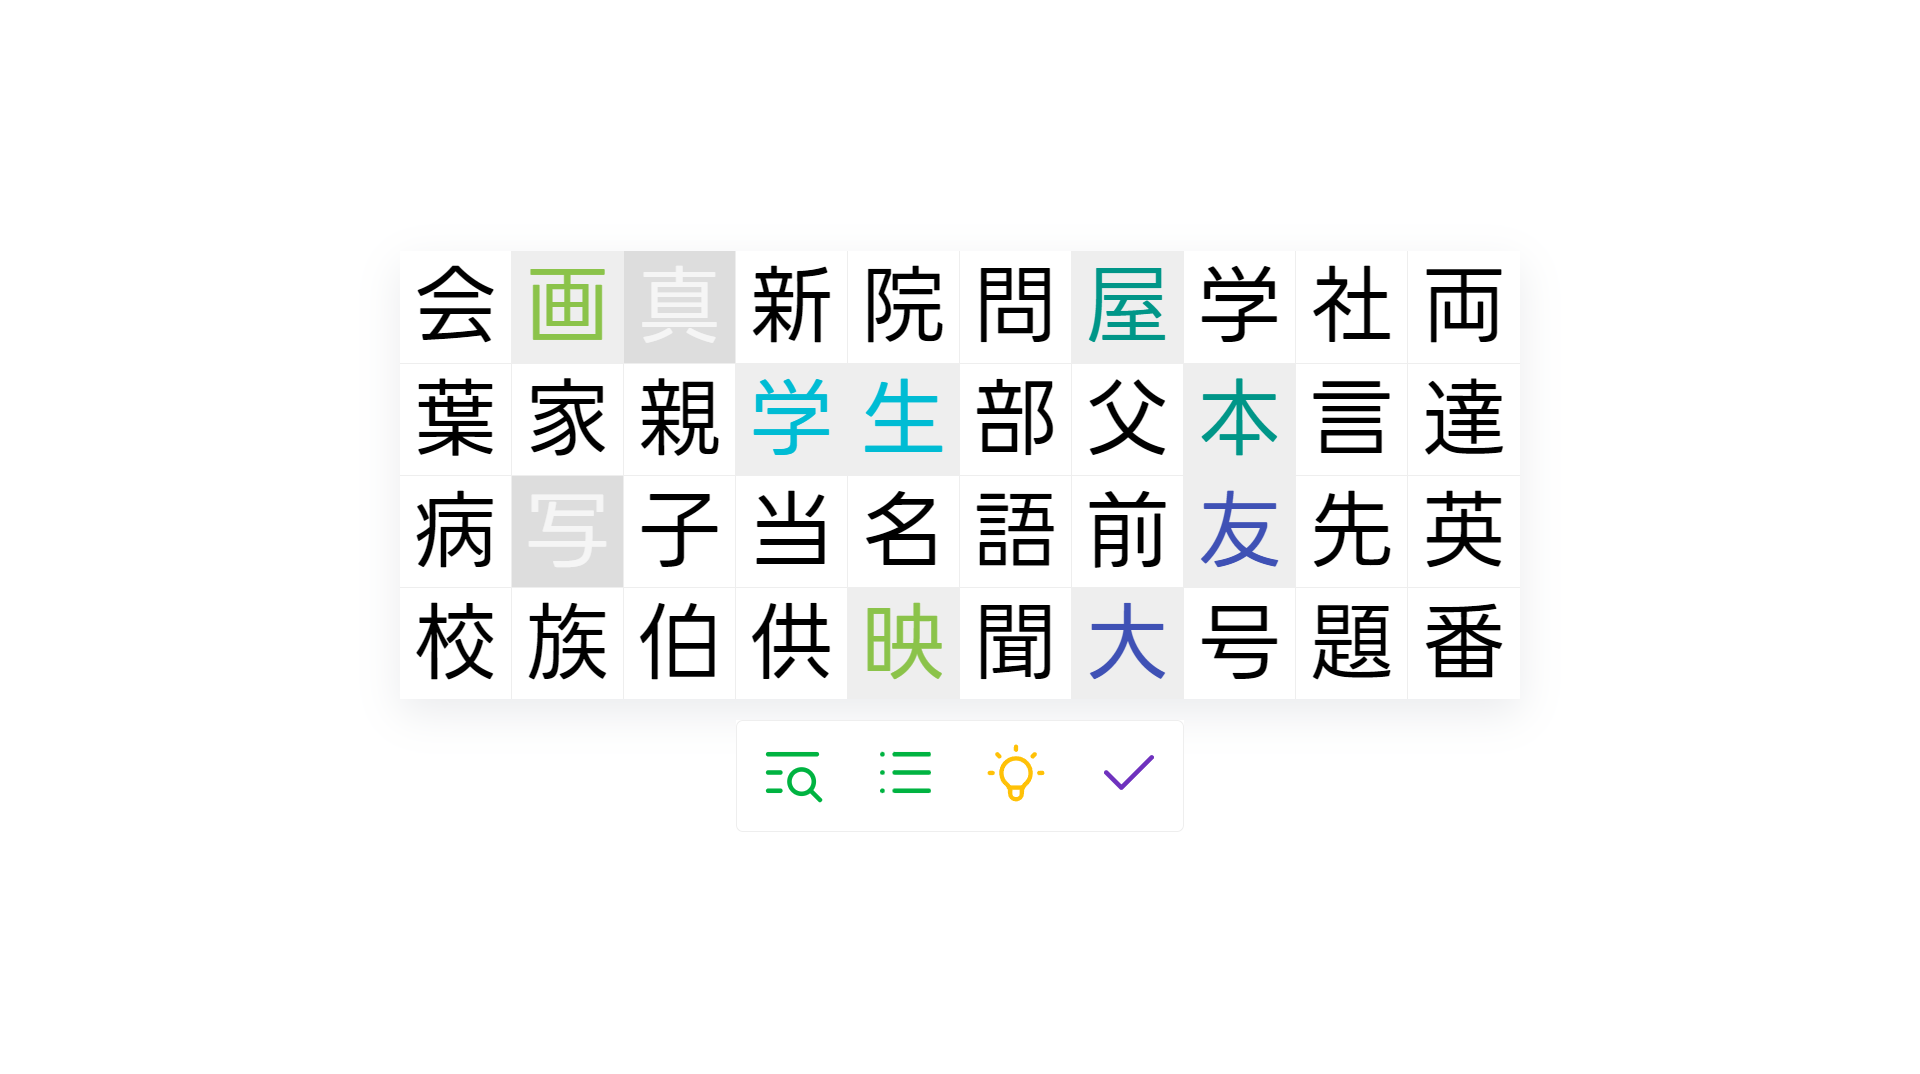 会画真新院問屋学社両
葉家親学生部父本言達
病写子当名語前友先英
校族伯供映聞大号題番